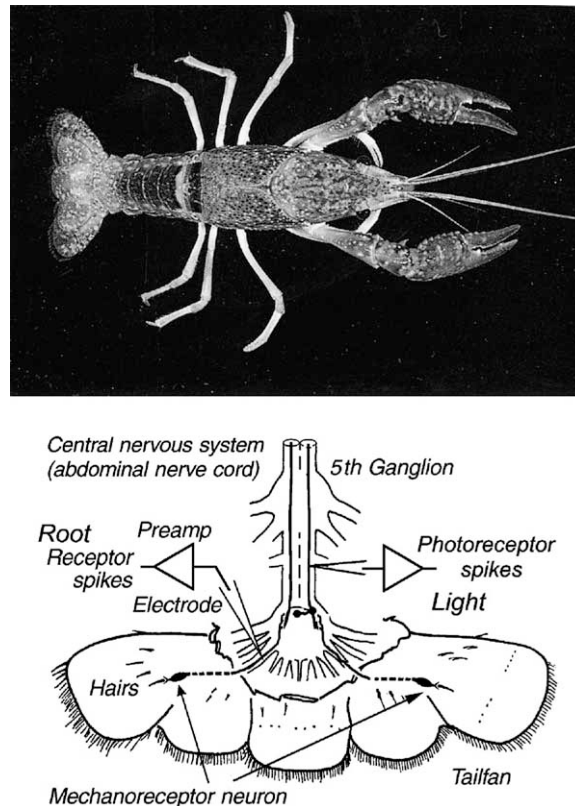 Central nervous system
(abdominal nerve cord)
5th Ganglion
Root
Preamp
Receptor
spikes
Photoreceptor
spikes
Electrode
Light
Hairs
Tailfan
Mechanoreceptor neuron